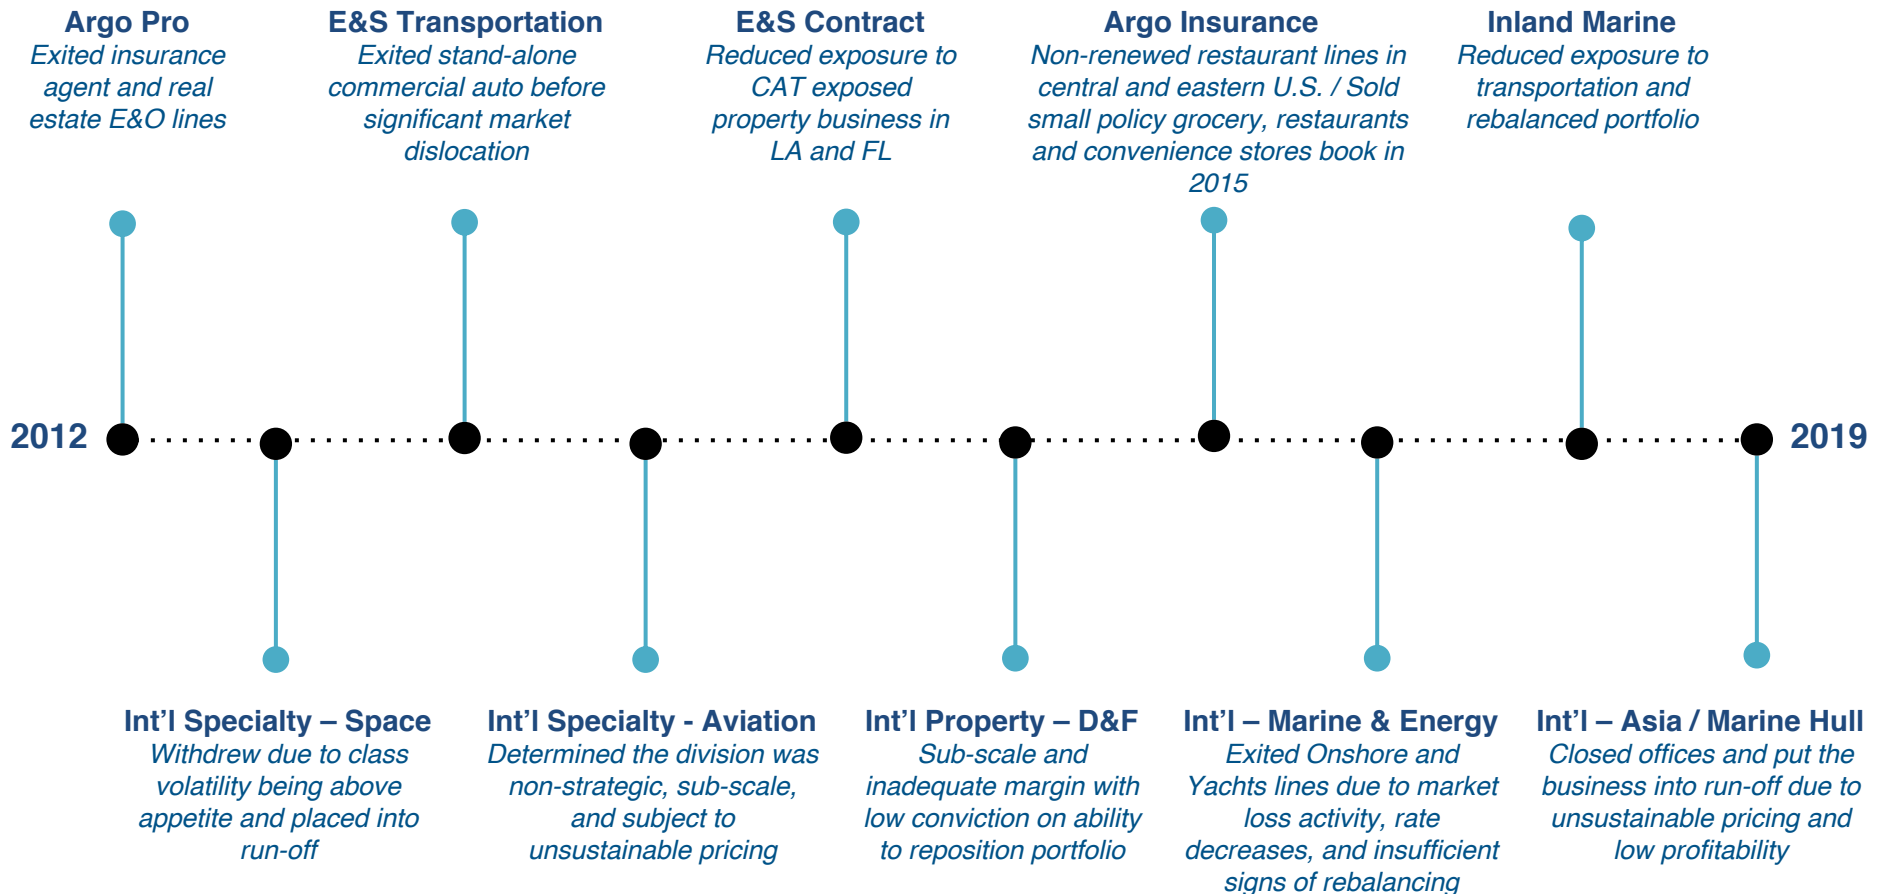 Argo Pro
Exited insurance
agent and real
estate E&O lines
E&S Transportation
Exited stand-alone
commercial auto before
significant market
dislocation
E&S Contract
Reduced exposure to
CAT exposed
property business in
LA and FL
Argo Insurance
Non-renewed restaurant lines in
central and eastern U.S. / Sold
small policy grocery, restaurants
and convenience stores book in
2015
Inland Marine
Reduced exposure to
transportation and
rebalanced portfolio
2012
2019
Int’l Specialty – Space
Withdrew due to class
volatility being above
appetite and placed into
run-off
Int’l Specialty - Aviation
Determined the division was
non-strategic, sub-scale,
and subject to
unsustainable pricing
Int’l Property – D&F
Sub-scale and
inadequate margin with
low conviction on ability
to reposition portfolio
Int’l – Marine & Energy
Exited Onshore and
Yachts lines due to market
loss activity, rate
decreases, and insufficient
signs of rebalancing
Int’l – Asia / Marine Hull
Closed offices and put the
business into run-off due to
unsustainable pricing and
low profitability